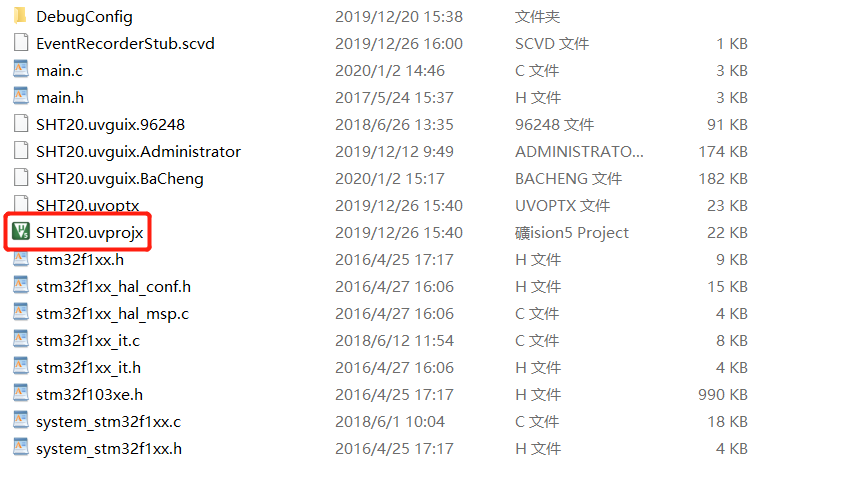 DebugConfig 2019/12/20 15:38 文件夹
EventRecorderStub.scvd 2019/12/26 16:00 SCVD 文件 1 KB
main.c 2020/1/2 14:46 C 文件 3 KB
main.h 2017/5/24 15:37 H 文件 3 KB
SHT20.uvguix.96248 2018/6/26 13:35 96248 文件 91 KB
SHT20.uvguix.Administrator 2019/12/12 9:49 ADMINISTRATO... 174 KB
SHT20.uvguix.BaCheng 2020/1/2 15:17 BACHENG 文件 182 KB
SHT20.uvoptx 2019/12/26 15:40 UVOPTX 文件 23 KB
SHT20.uvprojx 2019/12/26 15:40 礦ision5 Project 22 KB
stm32f1xx.h 2016/4/25 17:17 H 文件 9 KB
stm32f1xx_hal_conf.h 2016/4/27 16:06 H 文件 15 KB
stm32f1xx_hal_msp.c 2016/4/27 16:06 C 文件 4 KB
stm32f1xx_it.c 2018/6/12 11:54 C 文件 8 KB
stm32f1xx_it.h 2016/4/27 16:06 H 文件 4 KB
stm32f103xe.h 2016/4/25 17:17 H 文件 990 KB
system_stm32f1xx.c 2018/6/1 10:04 C 文件 18 KB
system_stm32f1xx.h 2016/4/25 17:17 H 文件 4 KB